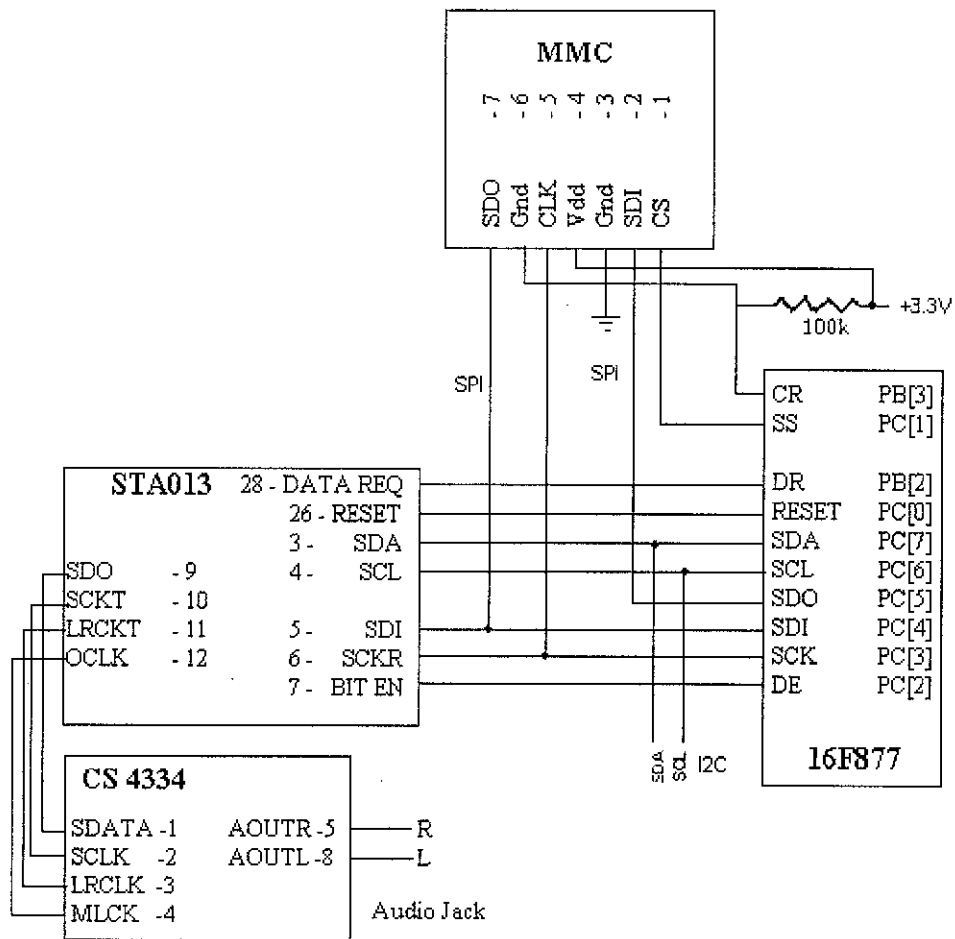 MMC
- 7
- 6
- 5
- 4
- 3
- 2
- 1
SDO
Gnd
CLK
Vdd
Gnd
SDI
CS
+3.3V
100k
SPI
SPI
CR PB[3]
SS PC[1]
DR PB[2]
RESET PC[0]
SDA PC[7]
SCL PC[6]
SDO PC[5]
SDI PC[4]
SCK PC[3]
DE PC[2]
16F877
STA013
28 - DATA REQ
26 - RESET
3 - SDA
4 - SCL
5 - SDI
6 - SCKR
7 - BIT EN
SDO - 9
SCKT - 10
LRCKT - 11
OCLK - 12
SDA
SCL
I2C
CS 4334
SDATA -1
SCLK -2
LRCLK -3
MLCK -4
AOUTR -5
AOUTL -8
R
L
Audio Jack